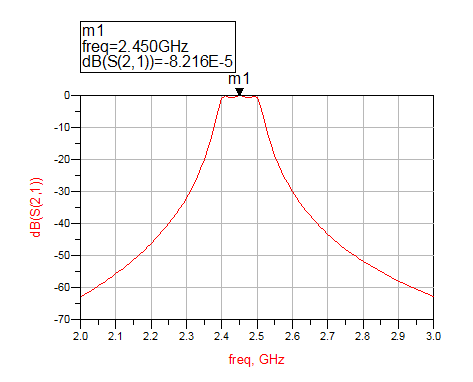 m1
freq=2.450GHz
dB(S(2,1))=-8.216E-5
m1
0
-10
-20
-30
-40
-50
-60
-70
dB(S(2,1))
2.0 2.1 2.2 2.3 2.4 2.5 2.6 2.7 2.8 2.9 3.0
freq, GHz